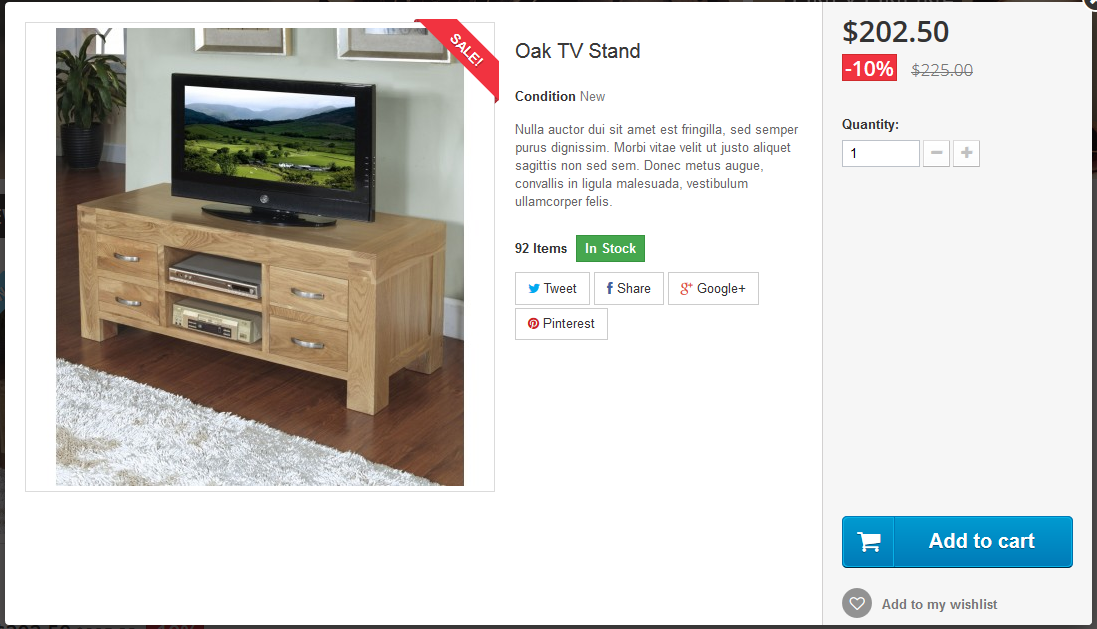 SALE!
Oak TV Stand
Condition New
Nulla auctor dui sit amet est fringilla, sed semper
purus dignissim. Morbi vitae velit ut justo aliquet
sagittis non sed sem. Donec metus augue,
convallis in ligula malesuada, vestibulum
ullamcorper felis.
92 Items In Stock
Tweet Share Google+
Pinterest
$202.50
-10% $225.00
Quantity:
1
Add to cart
Add to my wishlist